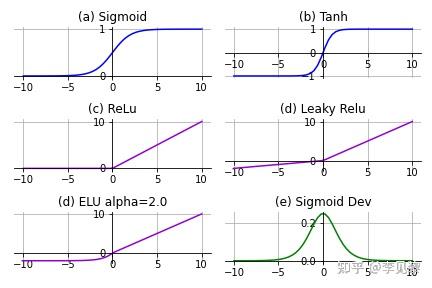 (a) Sigmoid
1
0
−10 −5 0 5 10
(b) Tanh
1
0
−1
−10 −5 0 5 10
(c) ReLu
10
0
−10 −5 0 5 10
(d) Leaky Relu
10
0
−10 −5 0 5 10
(d) ELU alpha=2.0
10
0
−10 −5 0 5 10
(e) Sigmoid Dev
0.2
0.0
−10 −5 0 5 10
知乎 @李见黎